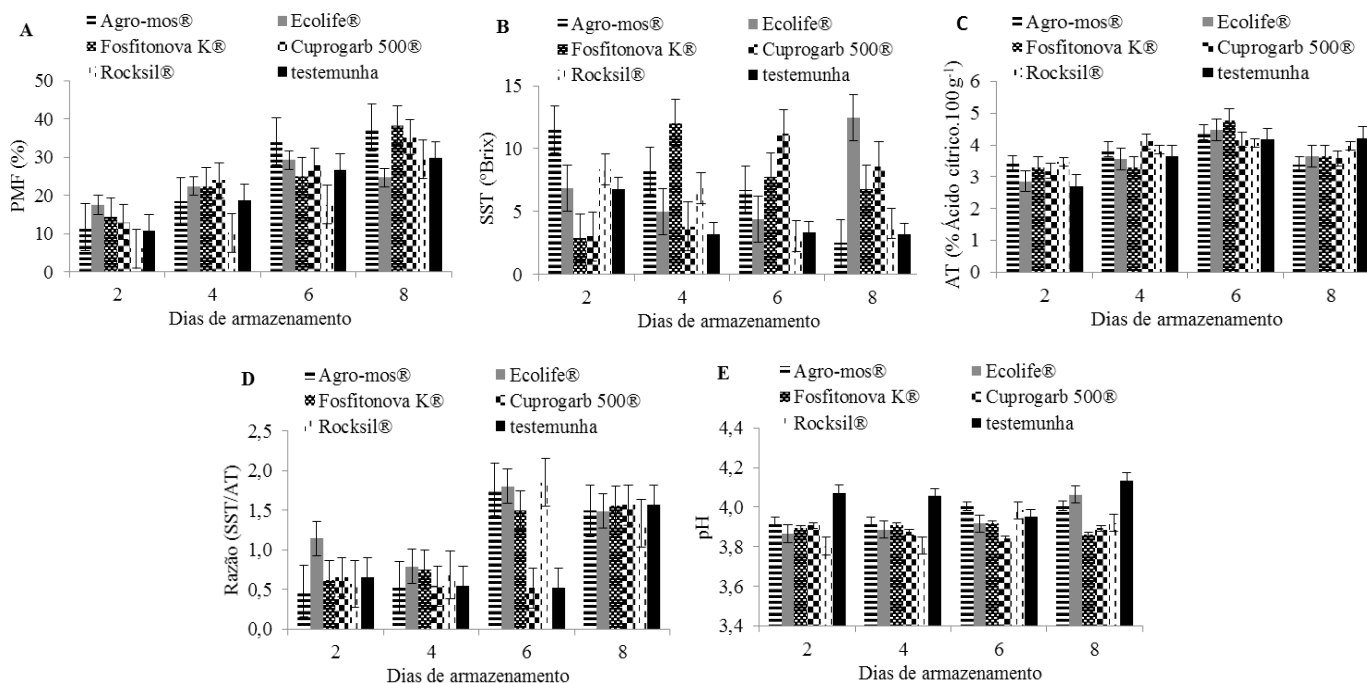 A
Agro-mos® Ecolife®
Fosfitonova K® Cuprogarb 500®
Rocksil® testemunha
PMF (%)
50
40
30
20
10
0
2 4 6 8
Dias de armazenamento
B
Agro-mos® Ecolife®
Fosfitonova K® Cuprogarb 500®
Rocksil® testemunha
SST (ºBrix)
15
10
5
0
2 4 6 8
Dias de armazenamento
C
Agro-mos® Ecolife®
Fosfitonova K® Cuprogarb 500®
Rocksil® testemunha
AT (% Ácido cítrico.100 g⁻¹)
6
5
4
3
2
1
0
2 4 6 8
Dias de armazenamento
D
Agro-mos® Ecolife®
Fosfitonova K® Cuprogarb 500®
Rocksil® testemunha
Razão (SST/AT)
2,5
2,0
1,5
1,0
0,5
0,0
2 4 6 8
Dias de armazenamento
E
Agro-mos® Ecolife®
Fosfitonova K® Cuprogarb 500®
Rocksil® testemunha
pH
4,4
4,2
4,0
3,8
3,6
3,4
2 4 6 8
Dias de armazenamento